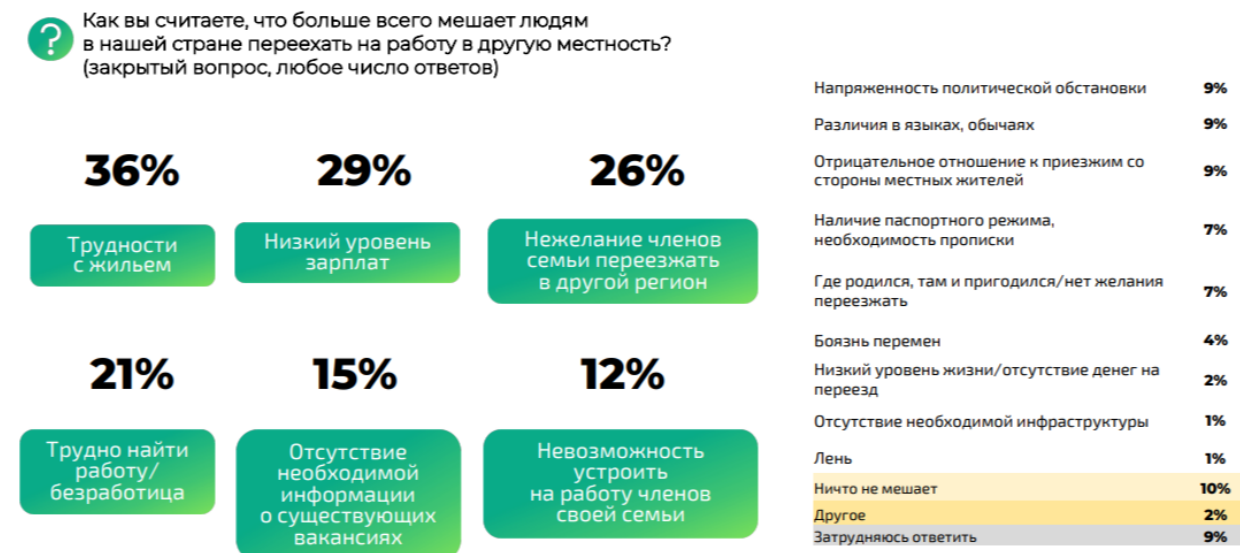 ?
Как вы считаете, что больше всего мешает людям
в нашей стране переехать на работу в другую местность?
(закрытый вопрос, любое число ответов)
36%
Трудности
с жильем
29%
Низкий уровень
зарплат
26%
Нежелание членов
семьи переезжать
в другой регион
21%
Трудно найти
работу/
безработица
15%
Отсутствие
необходимой
информации
о существующих
вакансиях
12%
Невозможность
устроить
на работу членов
своей семьи
Напряженность политической обстановки 9%
Различия в языках, обычаях 9%
Отрицательное отношение к приезжим со
стороны местных жителей 9%
Наличие паспортного режима,
необходимость прописки 7%
Где родился, там и пригодился/нет желания
переезжать 7%
Боязнь перемен 4%
Низкий уровень жизни/отсутствие денег на
переезд 2%
Отсутствие необходимой инфраструктуры 1%
Лень 1%
Ничто не мешает 10%
Другое 2%
Затрудняюсь ответить 9%